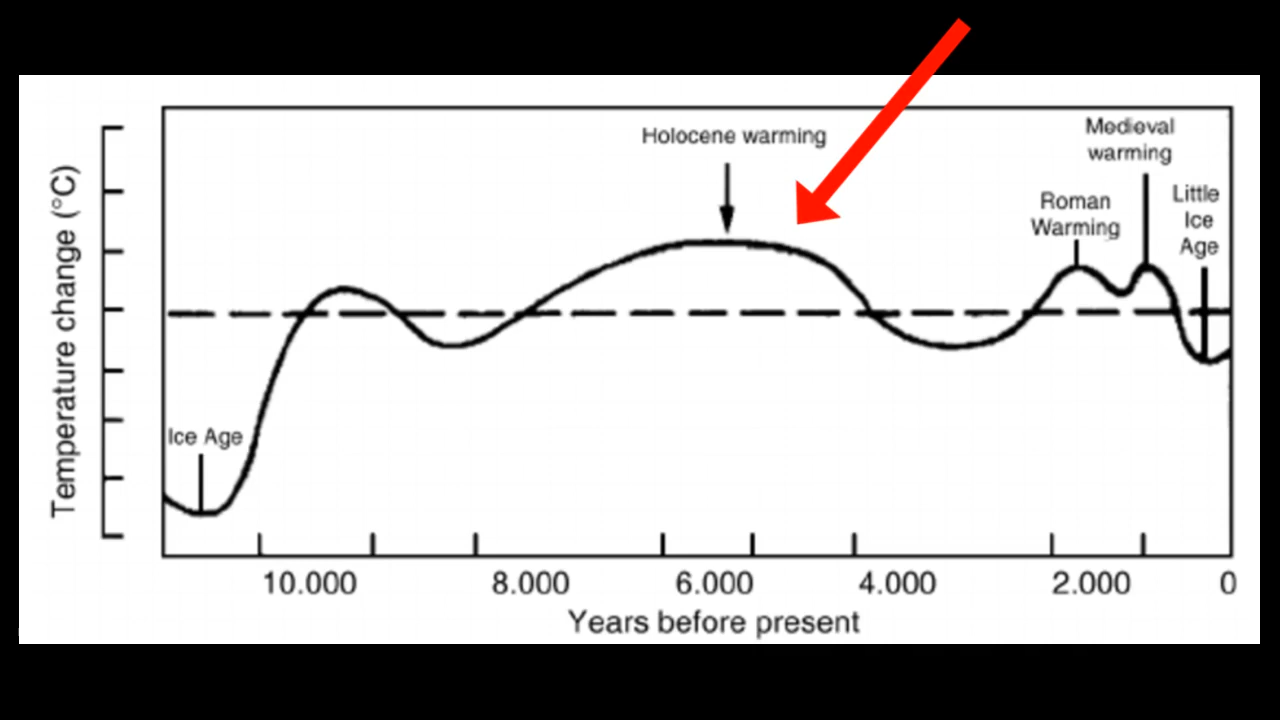 Holocene warming
Medieval
warming
Roman
Warming
Little
Ice
Age
Ice Age
Temperature change (°C)
10.000 8.000 6.000 4.000 2.000 0
Years before present